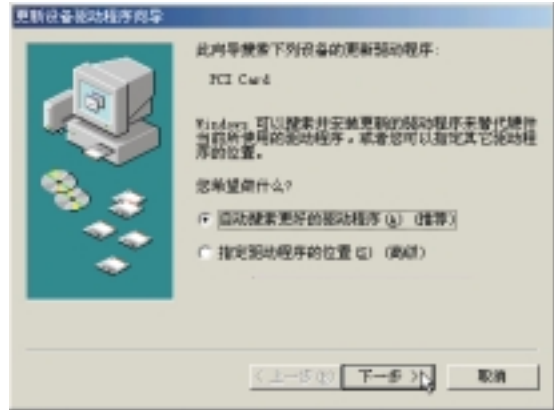 更新设备驱动程序向导
此向导搜索下列设备的更新驱动程序：
PCI Card
Windows 可以搜索并安装更新的驱动程序来替代硬件
当前所使用的驱动程序。或者您可以指定其它驱动程
序的位置。
您希望做什么?
自动搜索更好的驱动程序(A) (推荐)
指定驱动程序的位置(S) (高级)
<上一步(B)
下一步 >
取消